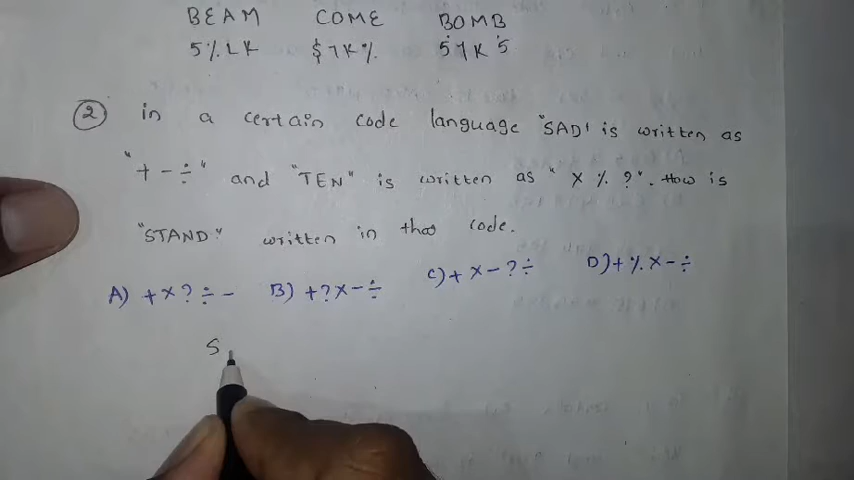 BEAM COME BOMB
5%LK $7K% 57K5
2 in a certain code language "SAD" is written as
"+ - ÷" and "TEN" is written as "x % ?". How is
"STAND" written in that code.
A) + x ? ÷ - B) + ? x - ÷ C) + x - ? ÷ D) + % x - ÷
S